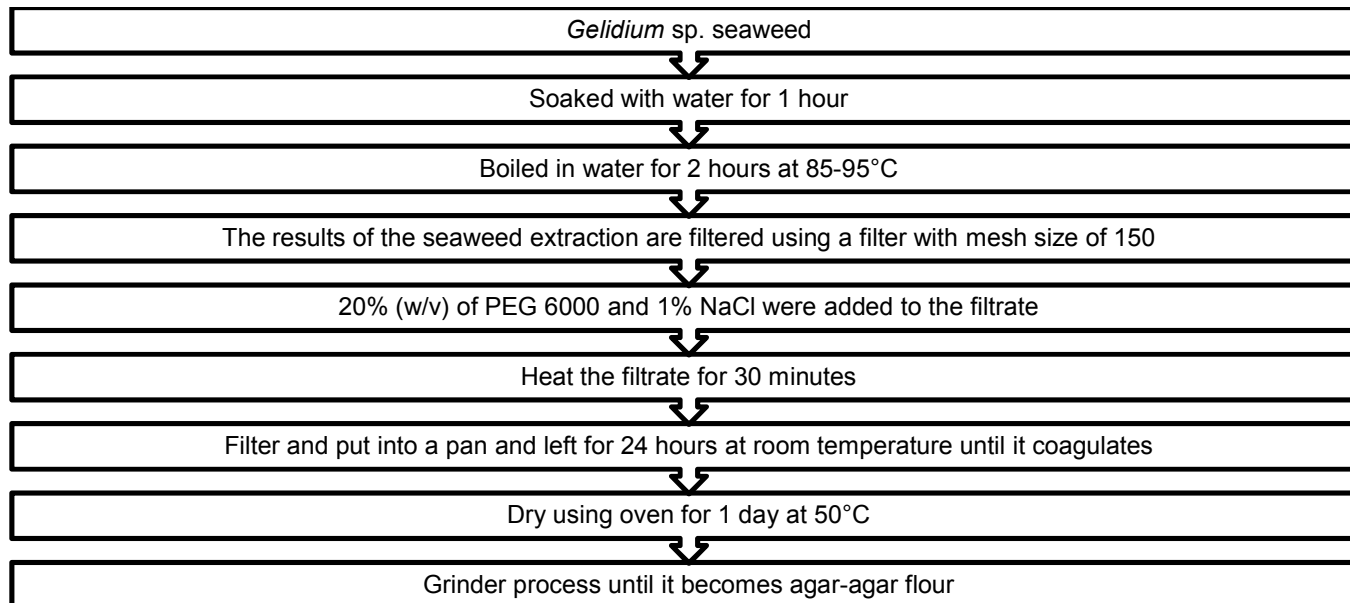 Gelidium sp. seaweed
Soaked with water for 1 hour
Boiled in water for 2 hours at 85-95°C
The results of the seaweed extraction are filtered using a filter with mesh size of 150
20% (w/v) of PEG 6000 and 1% NaCl were added to the filtrate
Heat the filtrate for 30 minutes
Filter and put into a pan and left for 24 hours at room temperature until it coagulates
Dry using oven for 1 day at 50°C
Grinder process until it becomes agar-agar flour